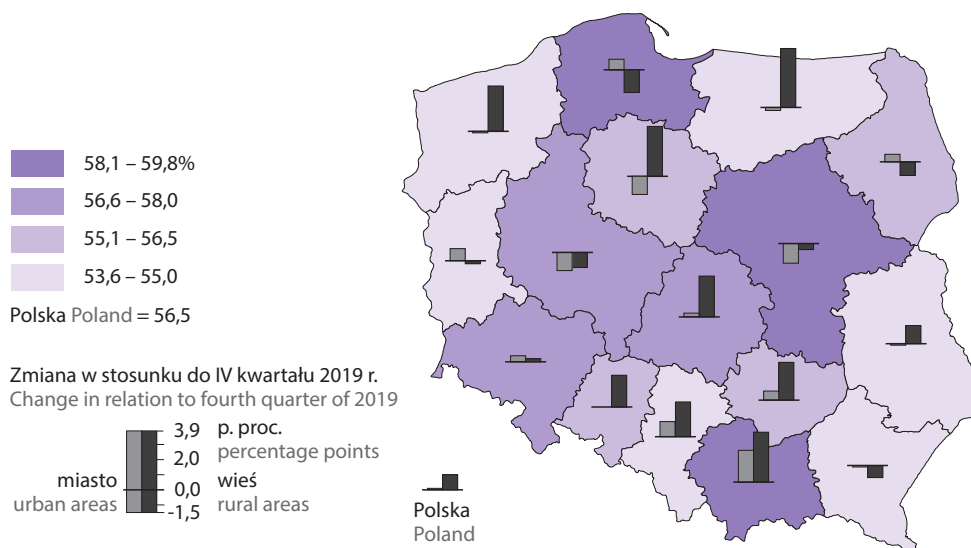 58,1 – 59,8%
56,6 – 58,0
55,1 – 56,5
53,6 – 55,0
Polska Poland = 56,5
Zmiana w stosunku do IV kwartału 2019 r.
Change in relation to fourth quarter of 2019
3,9 p. proc.
percentage points
2,0
miasto 0,0 wieś
urban areas -1,5 rural areas
Polska
Poland